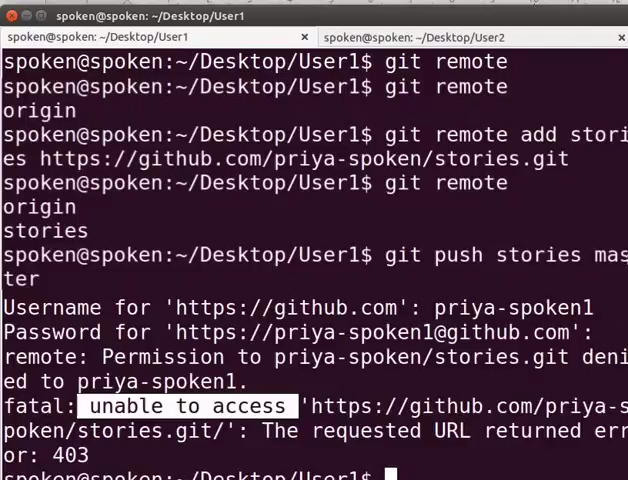 spoken@spoken: ~/Desktop/User1
spoken@spoken: ~/Desktop/User1 × spoken@spoken: ~/Desktop/User2 ×
spoken@spoken:~/Desktop/User1$ git remote
spoken@spoken:~/Desktop/User1$ git remote
origin
spoken@spoken:~/Desktop/User1$ git remote add stori
es https://github.com/priya-spoken/stories.git
spoken@spoken:~/Desktop/User1$ git remote
origin
stories
spoken@spoken:~/Desktop/User1$ git push stories mas
ter
Username for 'https://github.com': priya-spoken1
Password for 'https://priya-spoken1@github.com':
remote: Permission to priya-spoken/stories.git deni
ed to priya-spoken1.
fatal: unable to access 'https://github.com/priya-s
poken/stories.git/': The requested URL returned err
or: 403
spoken@spoken:~/Desktop/User1$